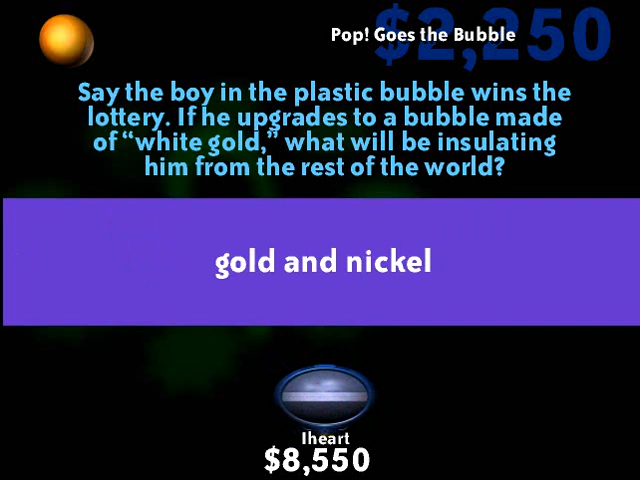 Pop! Goes the Bubble
$2,250
Say the boy in the plastic bubble wins the
lottery. If he upgrades to a bubble made
of “white gold,” what will be insulating
him from the rest of the world?
gold and nickel
Iheart
$8,550